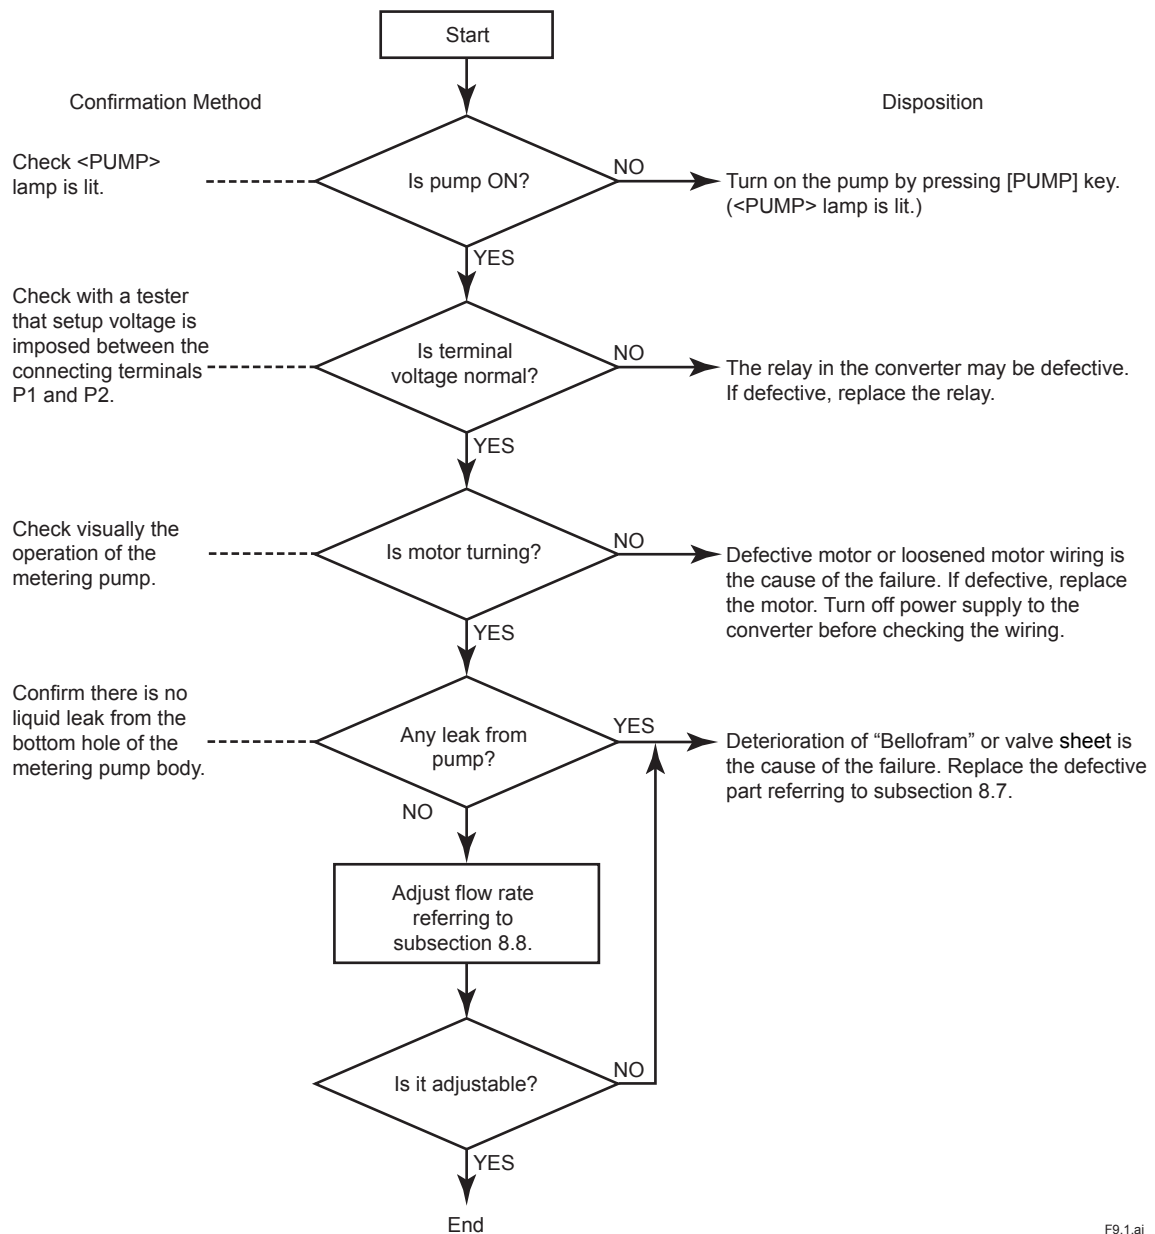 Start
Confirmation Method
Disposition
Check <PUMP>
lamp is lit.
Is pump ON?
NO
Turn on the pump by pressing [PUMP] key.
(<PUMP> lamp is lit.)
YES
Check with a tester
that setup voltage is
imposed between the
connecting terminals
P1 and P2.
Is terminal
voltage normal?
NO
The relay in the converter may be defective.
If defective, replace the relay.
YES
Check visually the
operation of the
metering pump.
Is motor turning?
NO
Defective motor or loosened motor wiring is
the cause of the failure. If defective, replace
the motor. Turn off power supply to the
converter before checking the wiring.
YES
Confirm there is no
liquid leak from the
bottom hole of the
metering pump body.
Any leak from
pump?
YES
Deterioration of “Bellofram” or valve sheet is
the cause of the failure. Replace the defective
part referring to subsection 8.7.
NO
Adjust flow rate
referring to
subsection 8.8.
Is it adjustable?
NO
YES
End
F9.1.ai